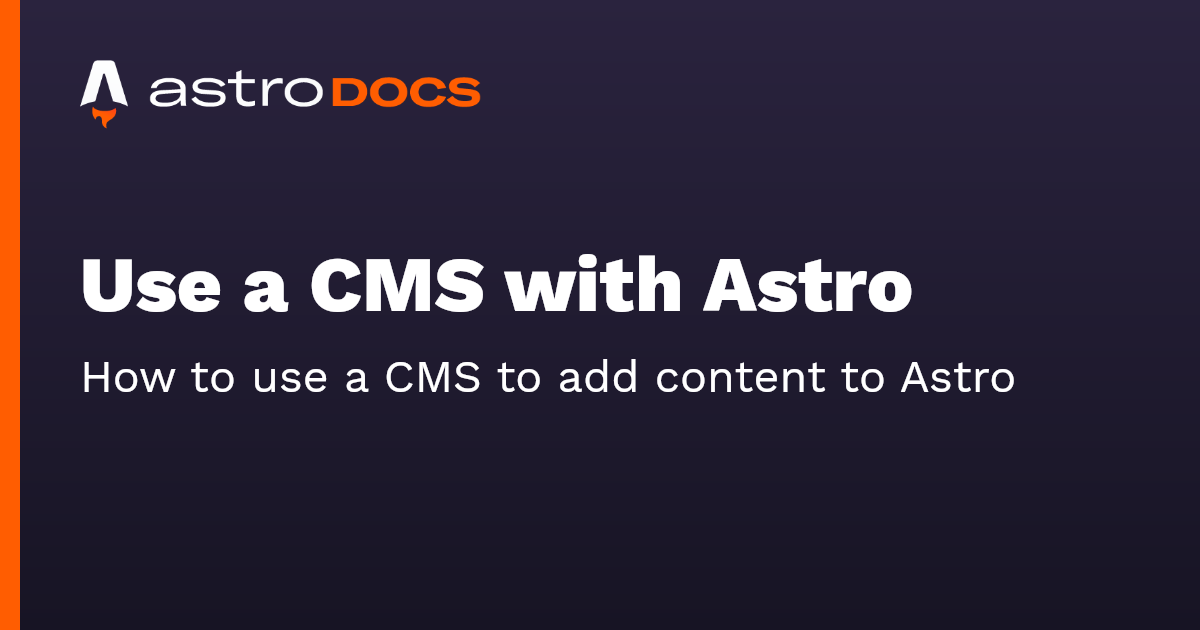 astro DOCS
Use a CMS with Astro
How to use a CMS to add content to Astro